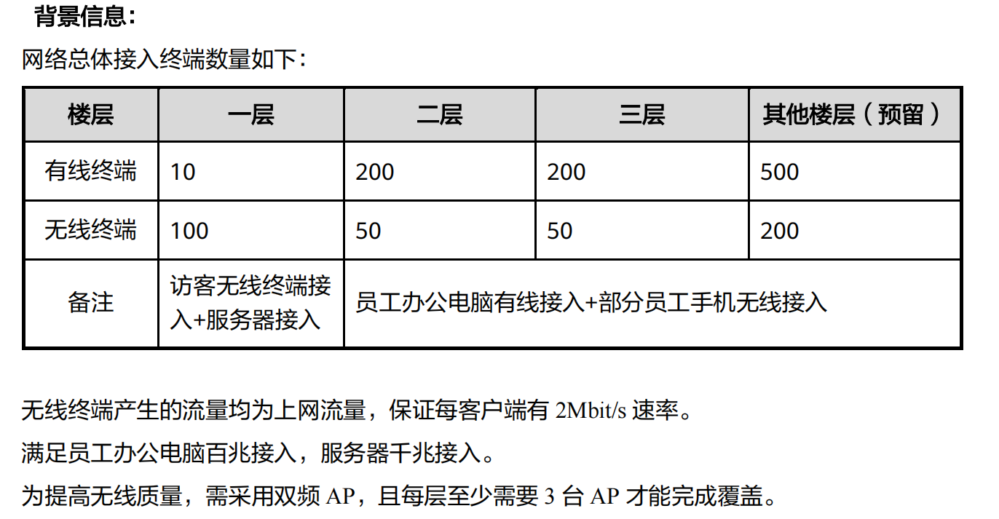 背景信息：
网络总体接入终端数量如下：
楼层 一层 二层 三层 其他楼层（预留）
有线终端 10 200 200 500
无线终端 100 50 50 200
备注 访客无线终端接
入+服务器接入 员工办公电脑有线接入+部分员工手机无线接入
无线终端产生的流量均为上网流量，保证每客户端有 2Mbit/s 速率。
满足员工办公电脑百兆接入，服务器千兆接入。
为提高无线质量，需采用双频 AP，且每层至少需要 3 台 AP 才能完成覆盖。